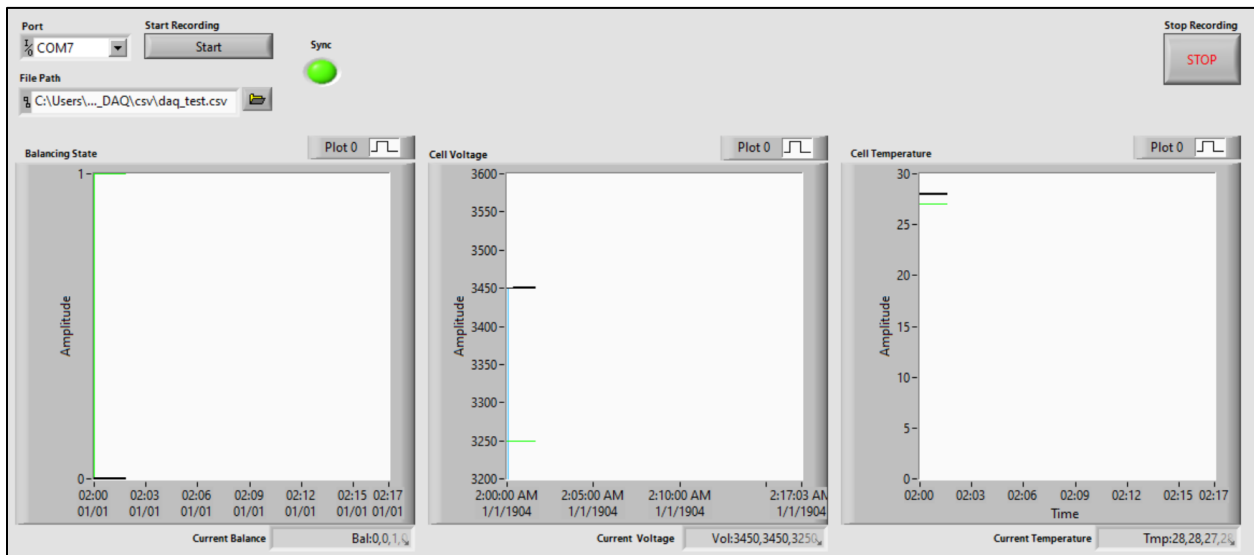 Port
COM7
Start Recording
Start
Sync
Stop Recording
STOP
File Path
C:\Users\..._DAQ\csv\daq_test.csv
Balancing State
Plot 0
Amplitude
1
0
02:00 02:03 02:06 02:09 02:12 02:15 02:17
01/01 01/01 01/01 01/01 01/01 01/01 01/01
Current Balance
Bal:0,0,1,0
Cell Voltage
Plot 0
Amplitude
3600
3550
3500
3450
3400
3350
3300
3250
3200
2:00:00 AM 2:05:00 AM 2:10:00 AM 2:17:03 AM
1/1/1904 1/1/1904 1/1/1904 1/1/1904
Current Voltage
Vol:3450,3450,3250,
Cell Temperature
Plot 0
Amplitude
30
25
20
15
10
5
0
02:00 02:03 02:06 02:09 02:12 02:15 02:17
Time
Current Temperature
Tmp:28,28,27,28